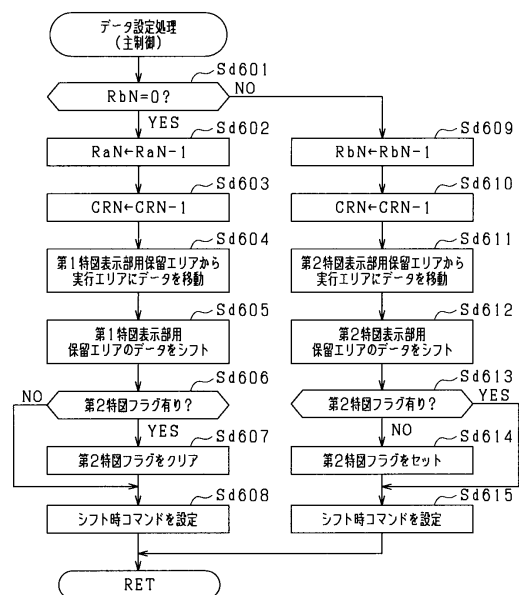 データ設定処理
(主制御)
Sd601
RbN=0?
NO
YES
Sd602
RaN←RaN-1
Sd603
CRN←CRN-1
Sd604
第1特図表示部用保留エリアから
実行エリアにデータを移動
Sd605
第1特図表示部用
保留エリアのデータをシフト
Sd606
NO
第2特図フラグ有り?
YES
Sd607
第2特図フラグをクリア
Sd608
シフト時コマンドを設定
Sd609
RbN←RbN-1
Sd610
CRN←CRN-1
Sd611
第2特図表示部用保留エリアから
実行エリアにデータを移動
Sd612
第2特図表示部用
保留エリアのデータをシフト
Sd613
第2特図フラグ有り?
YES
NO
Sd614
第2特図フラグをセット
Sd615
シフト時コマンドを設定
RET